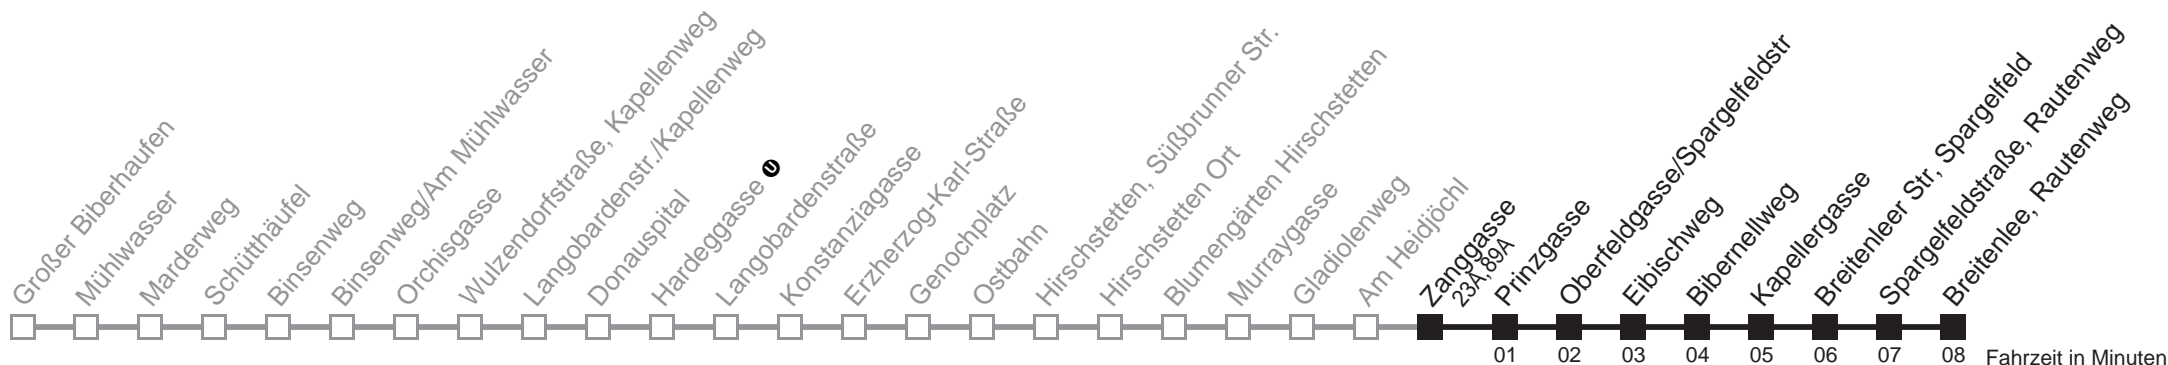 Großer Biberhaufen
Mühlwasser
Marderweg
Schütthäufel
Binsenweg
Binsenweg/Am Mühlwasser
Orchisgasse
Wulzendorfstraße, Kapellenweg
Langobardenstr./Kapellenweg
Donauspital
Hardeggasse U
Langobardenstraße
Konstanziagasse
Erzherzog-Karl-Straße
Genochplatz
Ostbahn
Hirschstetten, Süßbrunner Str.
Hirschstetten Ort
Blumengärten Hirschstetten
Murraygasse
Gladiolenweg
Am Heidjöchl
Zanggasse
23A,89A
Prinzgasse
Oberfeldgasse/Spargelfeldstr
Eibischweg
Bibernellweg
Kapellergasse
Breitenleer Str, Spargelfeld
Spargelfeldstraße, Rautenweg
Breitenlee, Rautenweg
01 02 03 04 05 06 07 08 Fahrzeit in Minuten